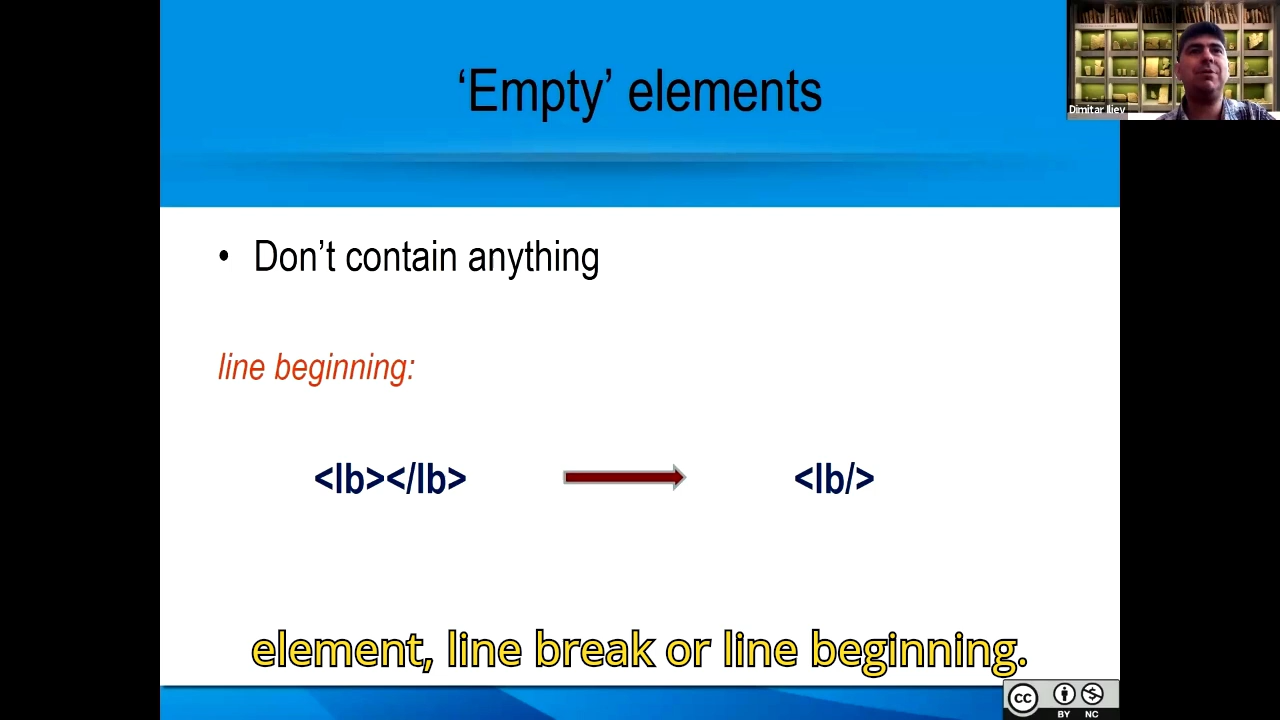 ‘Empty’ elements
Dimitar Iliev
• Don’t contain anything
line beginning:
<lb></lb> <lb/>
element, line break or line beginning.
CC
BY NC